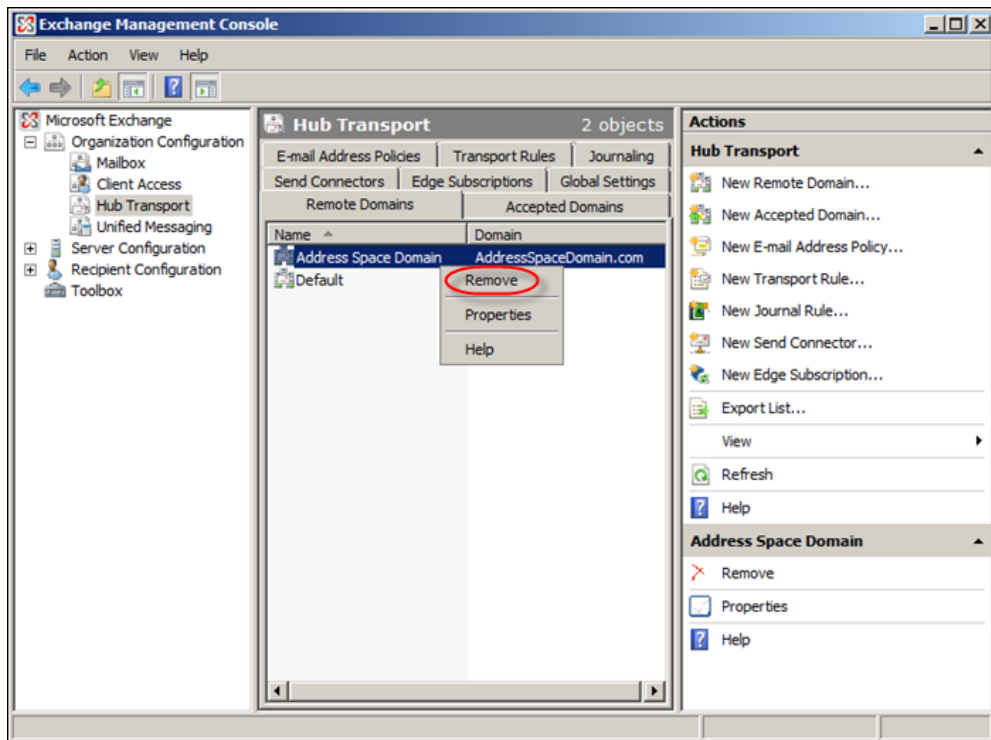 Exchange Management Console
File Action View Help
Microsoft Exchange
Organization Configuration
Mailbox
Client Access
Hub Transport
Unified Messaging
Server Configuration
Recipient Configuration
Toolbox
Hub Transport 2 objects
E-mail Address Policies Transport Rules Journaling
Send Connectors Edge Subscriptions Global Settings
Remote Domains Accepted Domains
Name Domain
Address Space Domain AddressSpaceDomain.com
Default
Remove
Properties
Help
Actions
Hub Transport
New Remote Domain...
New Accepted Domain...
New E-mail Address Policy...
New Transport Rule...
New Journal Rule...
New Send Connector...
New Edge Subscription...
Export List...
View
Refresh
Help
Address Space Domain
Remove
Properties
Help